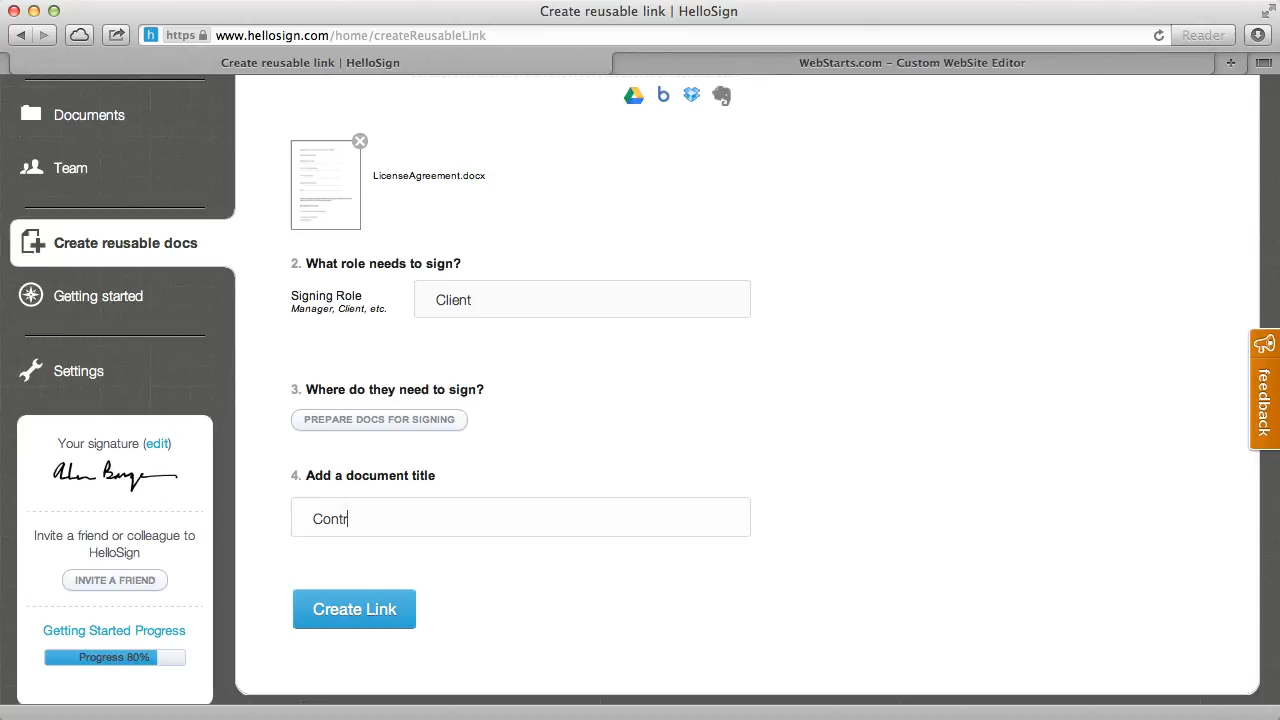 Create reusable link | HelloSign
https www.hellosign.com/home/createReusableLink
Reader
Create reusable link | HelloSign
WebStarts.com – Custom WebSite Editor
Documents
Team
Create reusable docs
Getting started
Settings
Your signature (edit)
Invite a friend or colleague to
HelloSign
INVITE A FRIEND
Getting Started Progress
Progress 80%
LicenseAgreement.docx
2. What role needs to sign?
Signing Role
Manager, Client, etc.
Client
3. Where do they need to sign?
PREPARE DOCS FOR SIGNING
4. Add a document title
Contr
Create Link
feedback